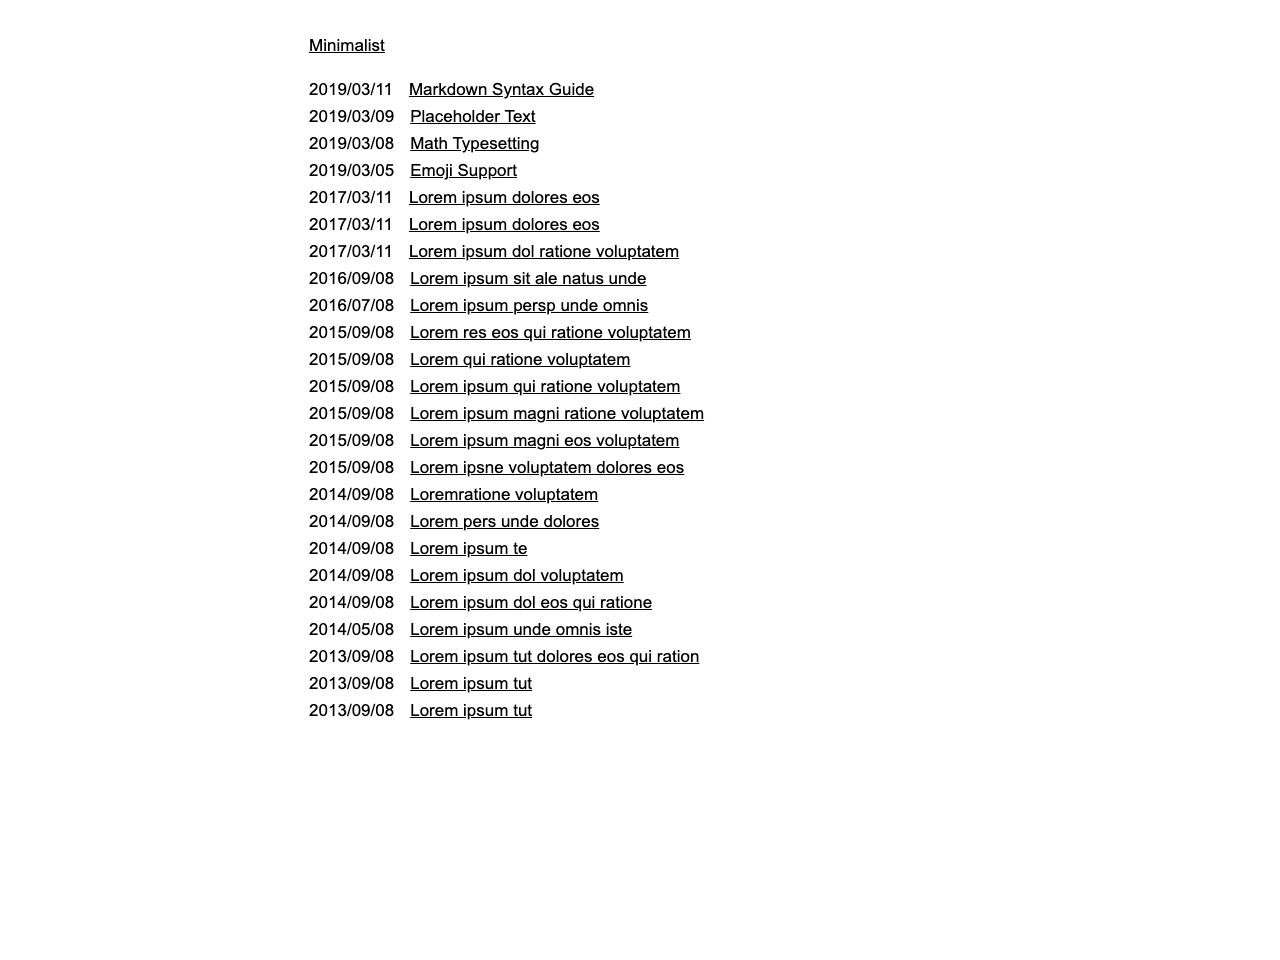 Minimalist
2019/03/11 Markdown Syntax Guide
2019/03/09 Placeholder Text
2019/03/08 Math Typesetting
2019/03/05 Emoji Support
2017/03/11 Lorem ipsum dolores eos
2017/03/11 Lorem ipsum dolores eos
2017/03/11 Lorem ipsum dol ratione voluptatem
2016/09/08 Lorem ipsum sit ale natus unde
2016/07/08 Lorem ipsum persp unde omnis
2015/09/08 Lorem res eos qui ratione voluptatem
2015/09/08 Lorem qui ratione voluptatem
2015/09/08 Lorem ipsum qui ratione voluptatem
2015/09/08 Lorem ipsum magni ratione voluptatem
2015/09/08 Lorem ipsum magni eos voluptatem
2015/09/08 Lorem ipsne voluptatem dolores eos
2014/09/08 Loremratione voluptatem
2014/09/08 Lorem pers unde dolores
2014/09/08 Lorem ipsum te
2014/09/08 Lorem ipsum dol voluptatem
2014/09/08 Lorem ipsum dol eos qui ratione
2014/05/08 Lorem ipsum unde omnis iste
2013/09/08 Lorem ipsum tut dolores eos qui ration
2013/09/08 Lorem ipsum tut
2013/09/08 Lorem ipsum tut